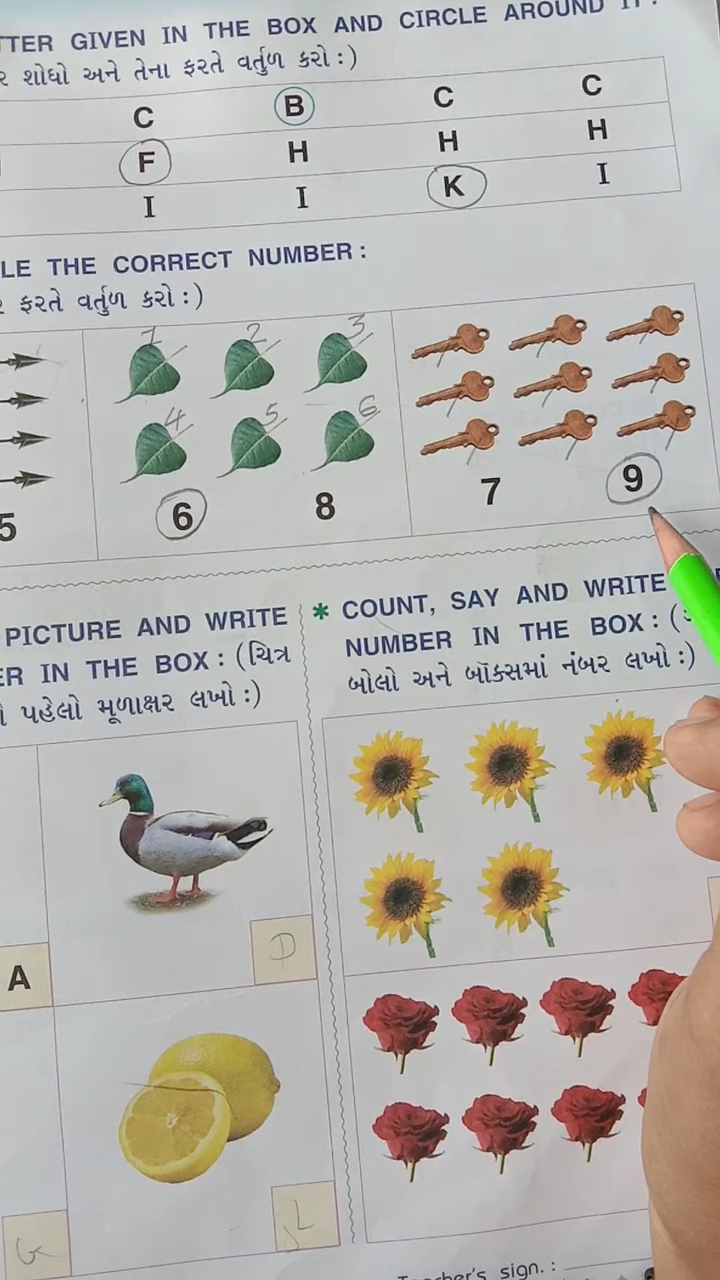 TTER GIVEN IN THE BOX AND CIRCLE AROUND IT :
ર શોધો અને તેના ફરતે વર્તુળ કરો :)
C B C C
F H H H
I I K I
LE THE CORRECT NUMBER :
ર ફરતે વર્તુળ કરો :)
1 2 3
4 5 6
5 6 8 7 9
PICTURE AND WRITE
ER IN THE BOX : (ચિત્ર
પહેલો મૂળાક્ષર લખો :)
A
D
G
L
* COUNT, SAY AND WRITE
NUMBER IN THE BOX : (
બોલો અને બૉક્સમાં નંબર લખો :)
Teacher's sign. :